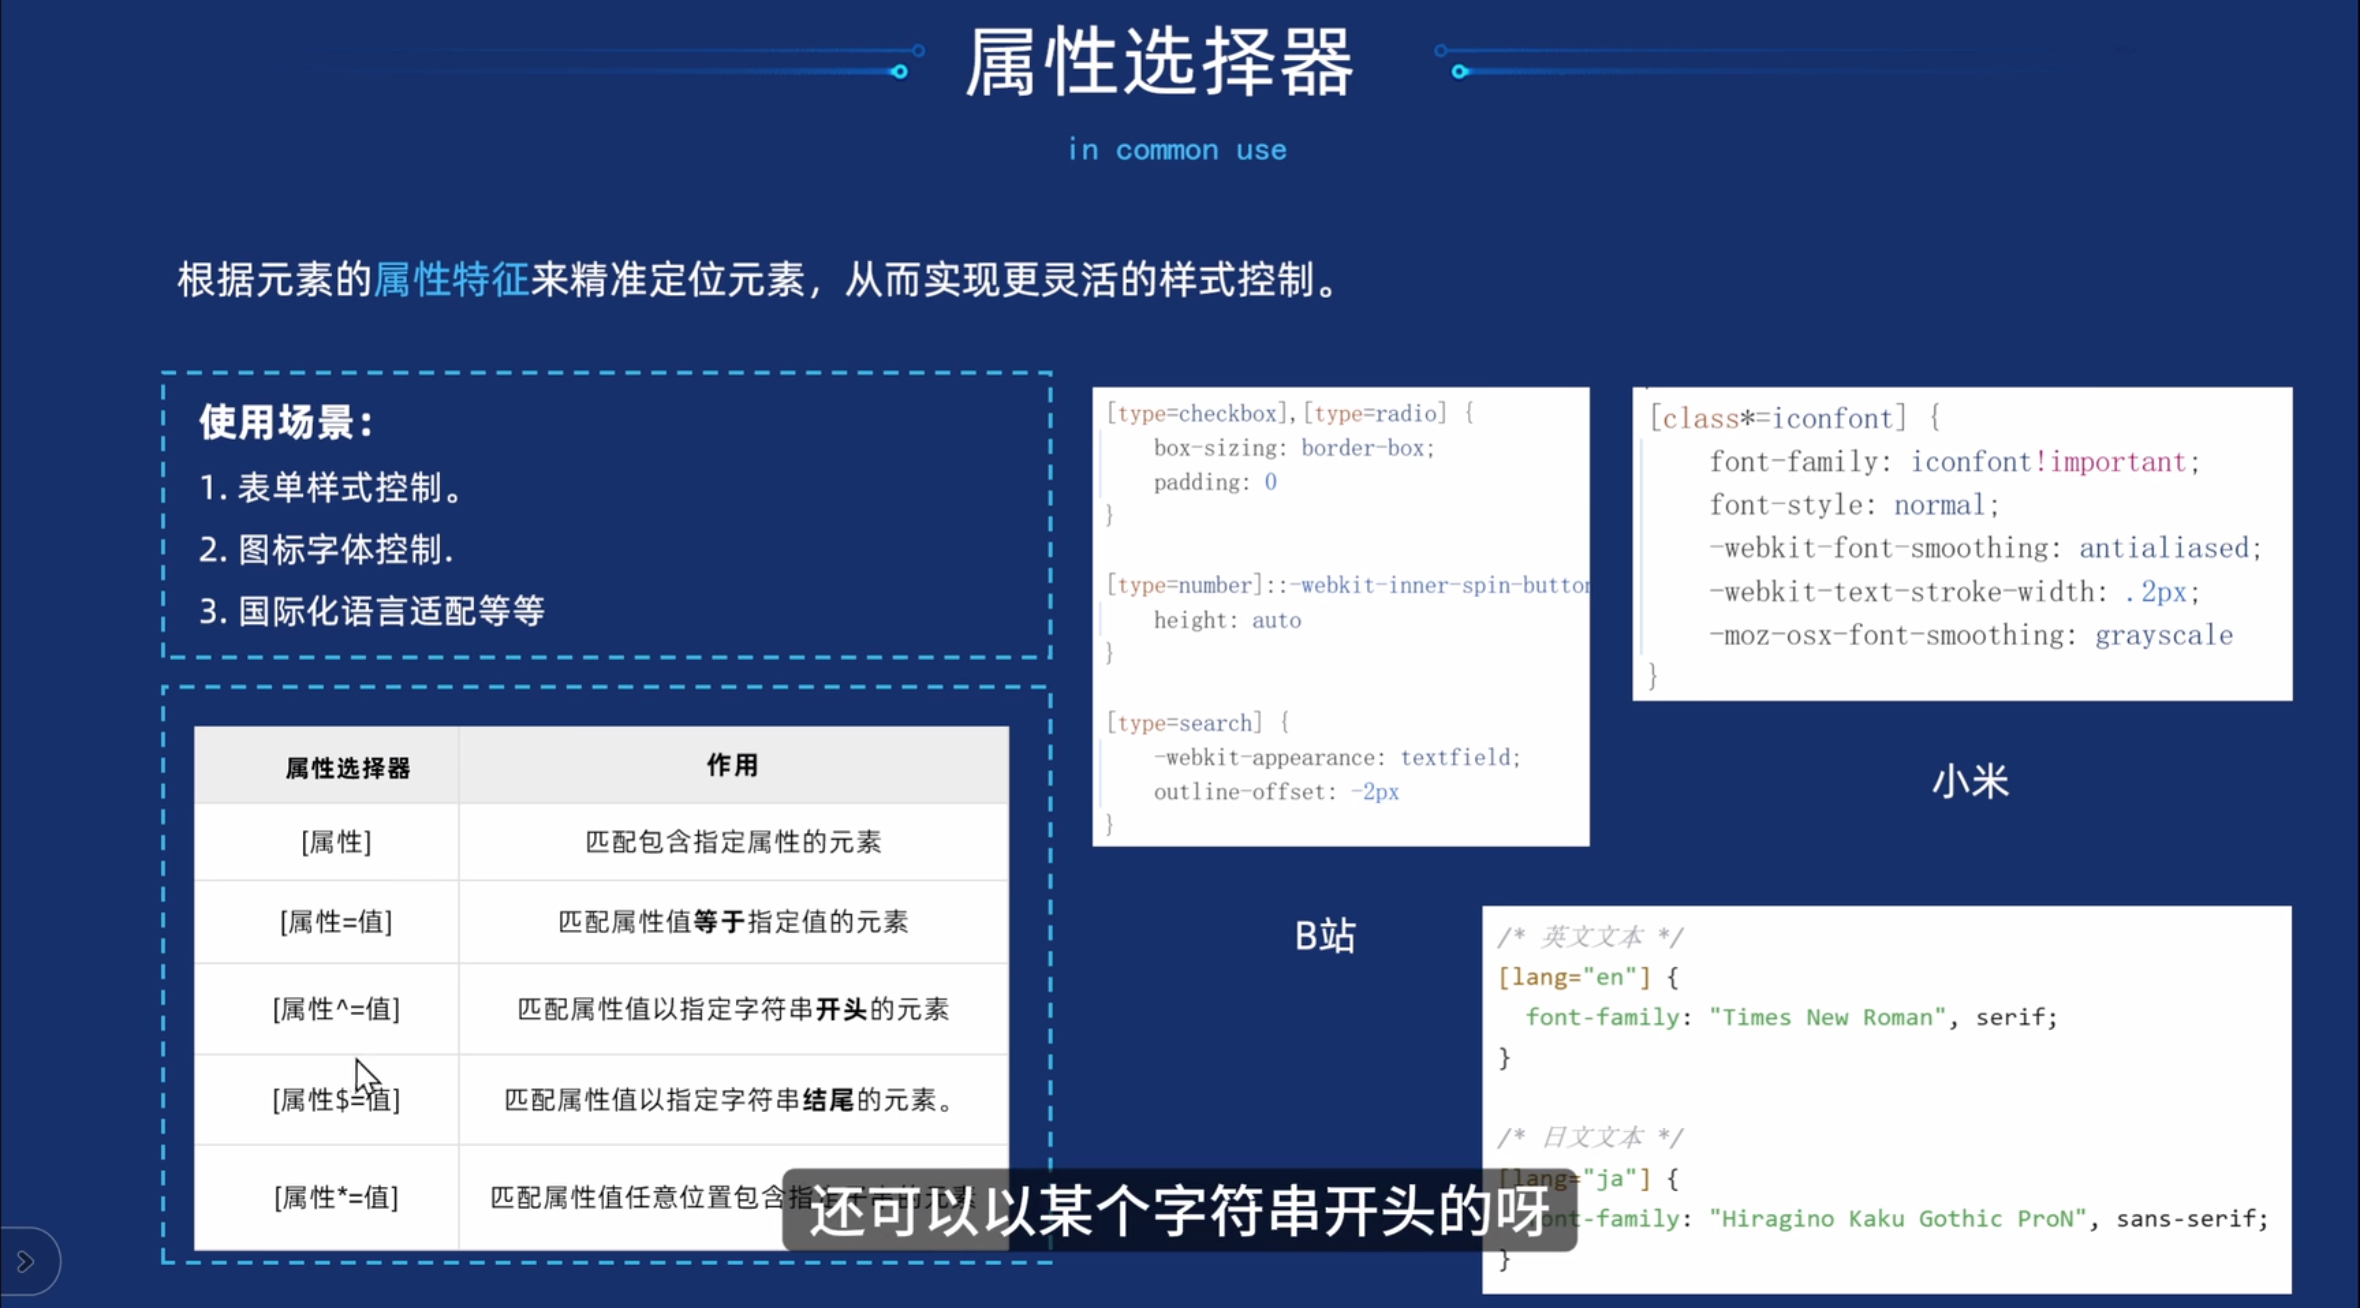 属性选择器
in common use
根据元素的属性特征来精准定位元素，从而实现更灵活的样式控制。
使用场景：
1. 表单样式控制。
2. 图标字体控制.
3. 国际化语言适配等等
属性选择器 作用
[属性] 匹配包含指定属性的元素
[属性=值] 匹配属性值等于指定值的元素
[属性^=值] 匹配属性值以指定字符串开头的元素
[属性$=值] 匹配属性值以指定字符串结尾的元素。
[属性*=值] 匹配属性值任意位置包含指
[type=checkbox],[type=radio] {
box-sizing: border-box;
padding: 0
}
[type=number]::-webkit-inner-spin-button
height: auto
}
[type=search] {
-webkit-appearance: textfield;
outline-offset: -2px
}
B站
[class*=iconfont] {
font-family: iconfont!important;
font-style: normal;
-webkit-font-smoothing: antialiased;
-webkit-text-stroke-width: .2px;
-moz-osx-font-smoothing: grayscale
}
小米
/* 英文文本 */
[lang="en"] {
font-family: "Times New Roman", serif;
}
/* 日文文本 */
[lang="ja"] {
font-family: "Hiragino Kaku Gothic ProN", sans-serif;
}
还可以以某个字符串开头的呀